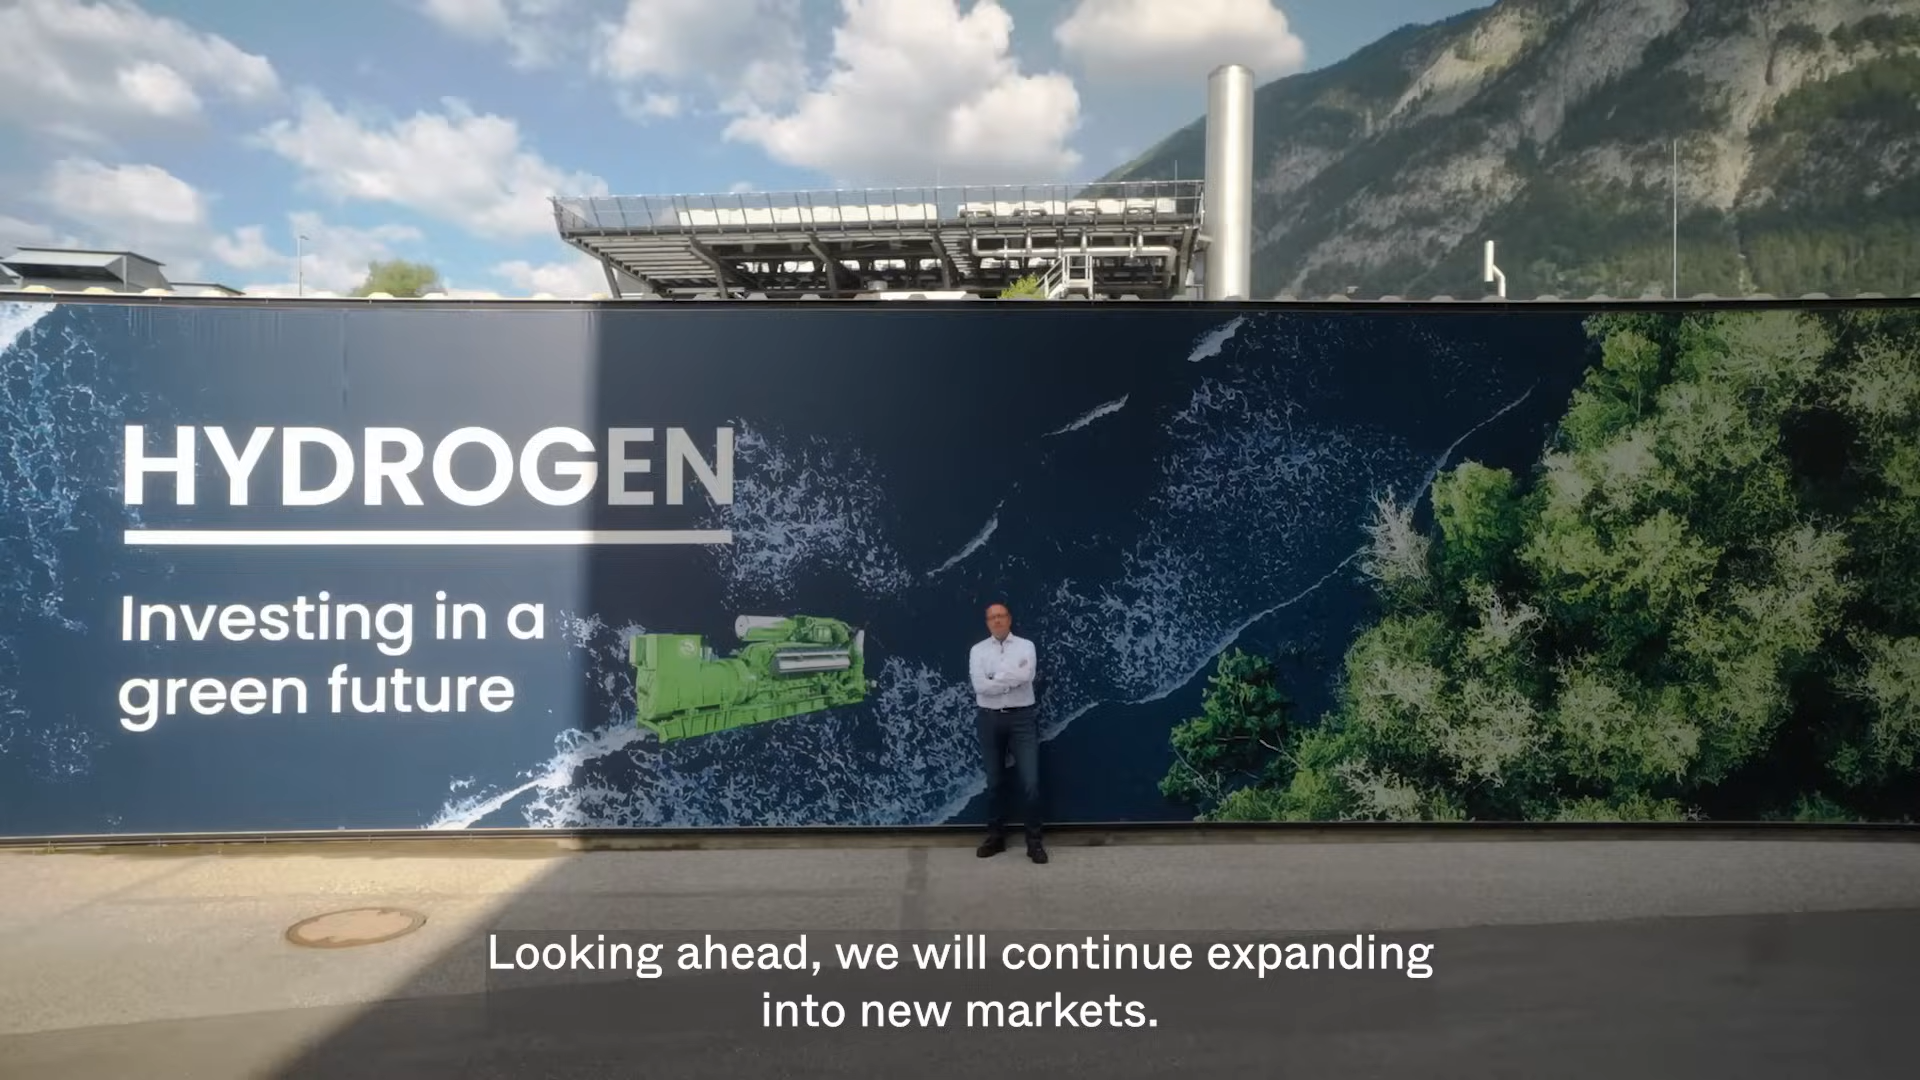 HYDROGEN
Investing in a
green future
Looking ahead, we will continue expanding
into new markets.